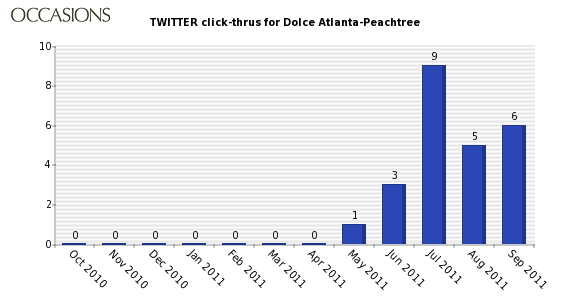 OCCASIONS
TWITTER click-thrus for Dolce Atlanta-Peachtree
10
8
6
4
2
0
0 0 0 0 0 0 0 1 3 9 5 6
Oct 2010 Nov 2010 Dec 2010 Jan 2011 Feb 2011 Mar 2011 Apr 2011 May 2011 Jun 2011 Jul 2011 Aug 2011 Sep 2011